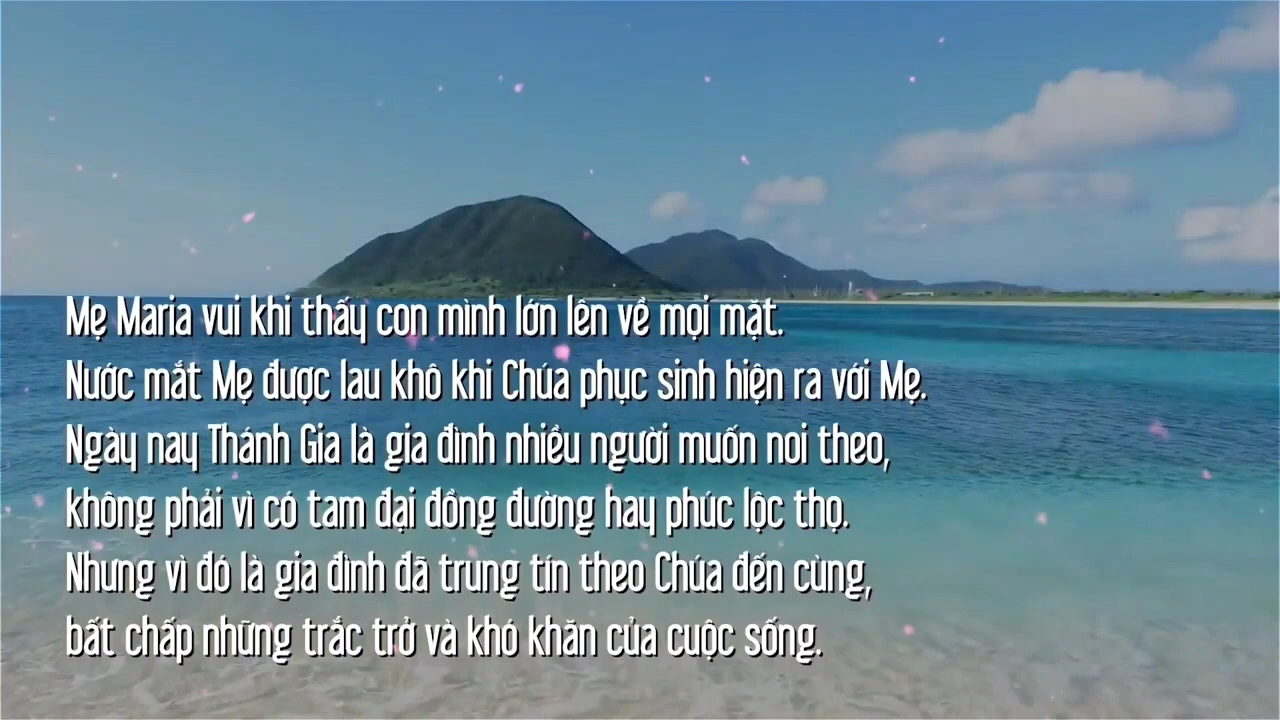 Mẹ Maria vui khi thấy con mình lớn lên về mọi mặt.
Nước mắt Mẹ được lau khô khi Chúa phục sinh hiện ra với Mẹ.
Ngày nay Thánh Gia là gia đình nhiều người muốn noi theo,
không phải vì có tam đại đồng đường hay phúc lộc thọ.
Nhưng vì đó là gia đình đã trung tín theo Chúa đến cùng,
bất chấp những trắc trở và khó khăn của cuộc sống.